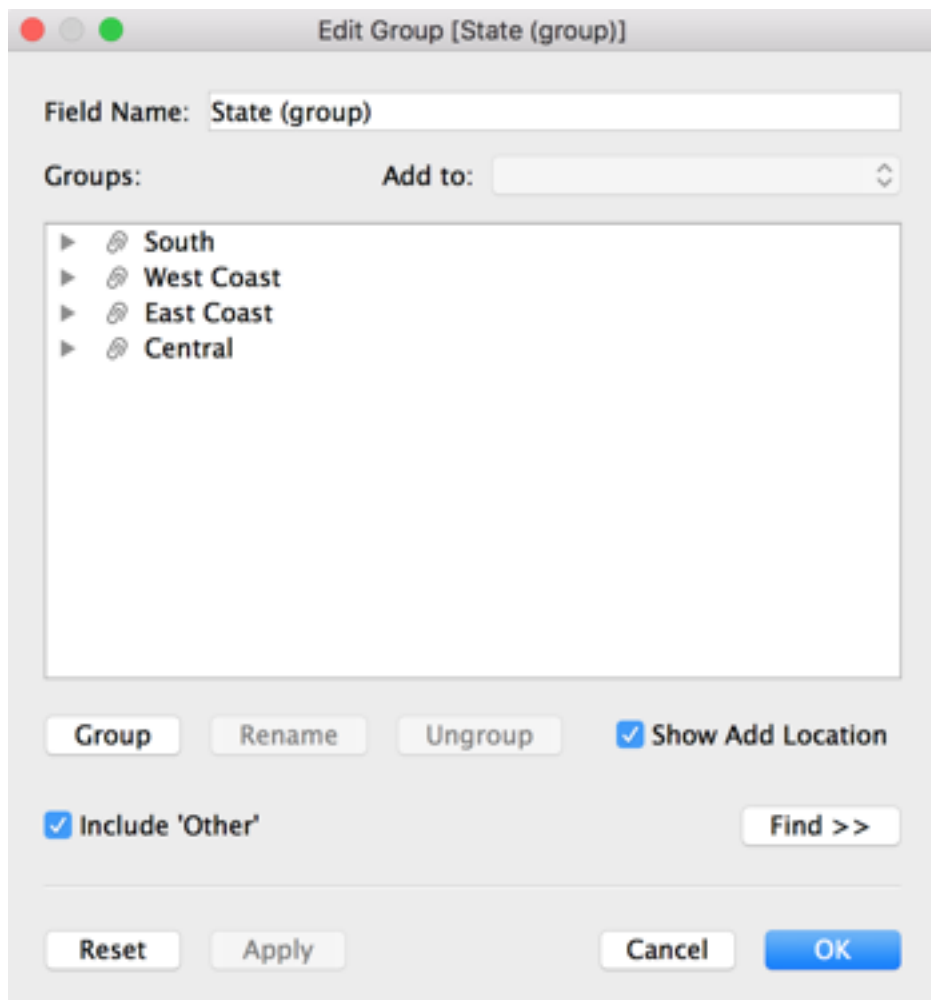 Edit Group [State (group)]
Field Name: State (group)
Groups: Add to:
South
West Coast
East Coast
Central
Group Rename Ungroup Show Add Location
Include 'Other' Find >>
Reset Apply Cancel OK